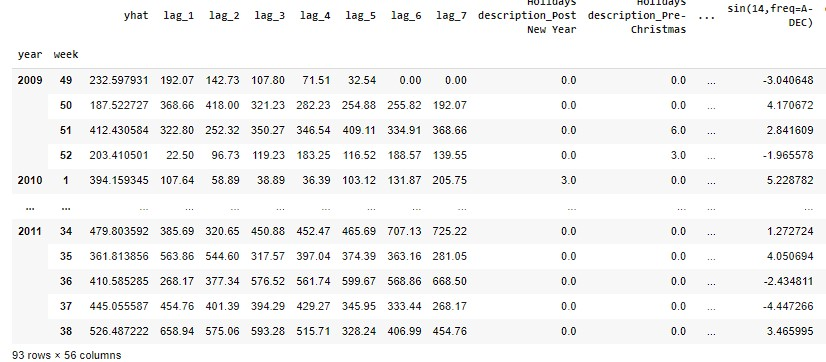 Holidays Holidays
yhat lag_1 lag_2 lag_3 lag_4 lag_5 lag_6 lag_7 description_Post description_Pre- ... sin(14,freq=A-
New Year Christmas DEC)
year week
2009 49 232.597931 192.07 142.73 107.80 71.51 32.54 0.00 0.00 0.0 0.0 ... -3.040648
50 187.522727 368.66 418.00 321.23 282.23 254.88 255.82 192.07 0.0 0.0 ... 4.170672
51 412.430584 322.80 252.32 350.27 346.54 409.11 334.91 368.66 0.0 6.0 ... 2.841609
52 203.410501 22.50 96.73 119.23 183.25 116.52 188.57 139.55 0.0 3.0 ... -1.965578
2010 1 394.159345 107.64 58.89 38.89 36.39 103.12 131.87 205.75 3.0 0.0 ... 5.228782
... ... ... ... ... ... ... ... ... ... ... ... ... ...
2011 34 479.803592 385.69 320.65 450.88 452.47 465.69 707.13 725.22 0.0 0.0 ... 1.272724
35 361.813856 563.86 544.60 317.57 397.04 374.39 363.16 281.05 0.0 0.0 ... 4.050694
36 410.585285 268.17 377.34 576.52 561.74 599.67 568.86 668.50 0.0 0.0 ... -2.434811
37 445.055587 454.76 401.39 394.29 429.27 345.95 333.44 268.17 0.0 0.0 ... -4.447266
38 526.487222 658.94 575.06 593.28 515.71 328.24 406.99 454.76 0.0 0.0 ... 3.465995
93 rows × 56 columns